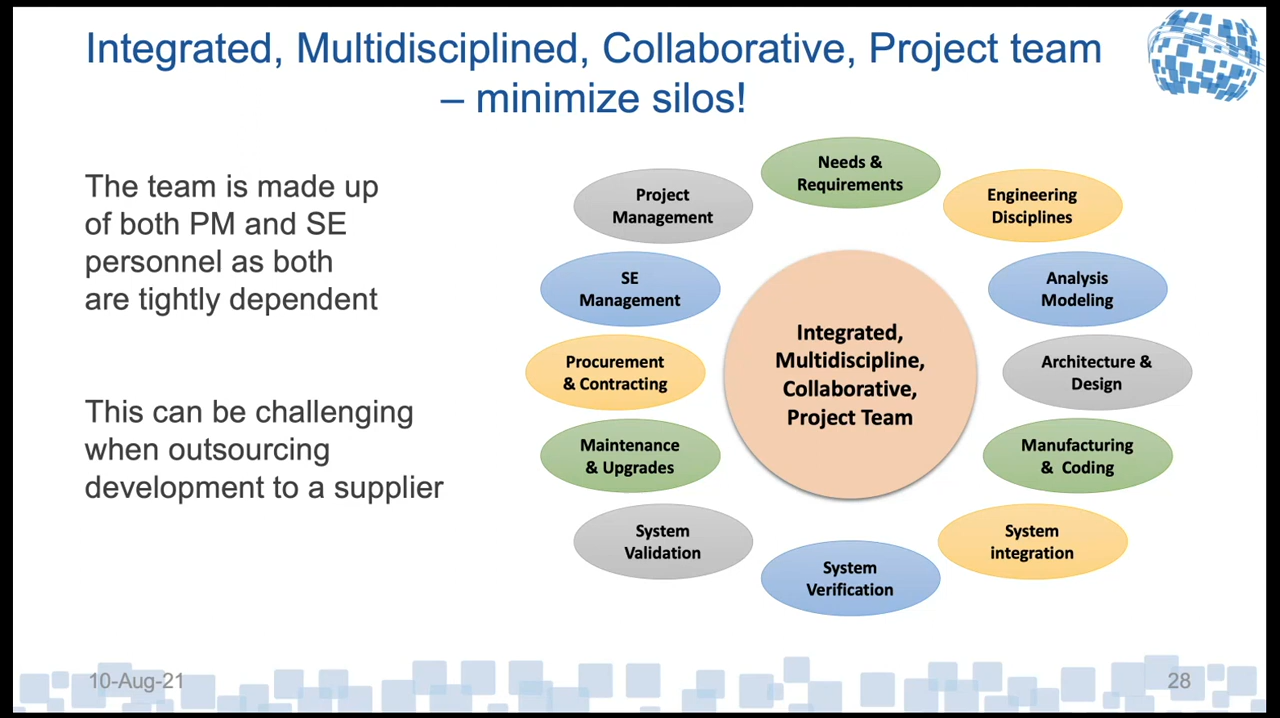 Integrated, Multidisciplined, Collaborative, Project team
– minimize silos!
The team is made up
of both PM and SE
personnel as both
are tightly dependent
This can be challenging
when outsourcing
development to a supplier
Needs &
Requirements
Engineering
Disciplines
Analysis
Modeling
Architecture &
Design
Manufacturing
& Coding
System
integration
System
Verification
System
Validation
Maintenance
& Upgrades
Procurement
& Contracting
SE
Management
Project
Management
Integrated,
Multidiscipline,
Collaborative,
Project Team
10-Aug-21
28